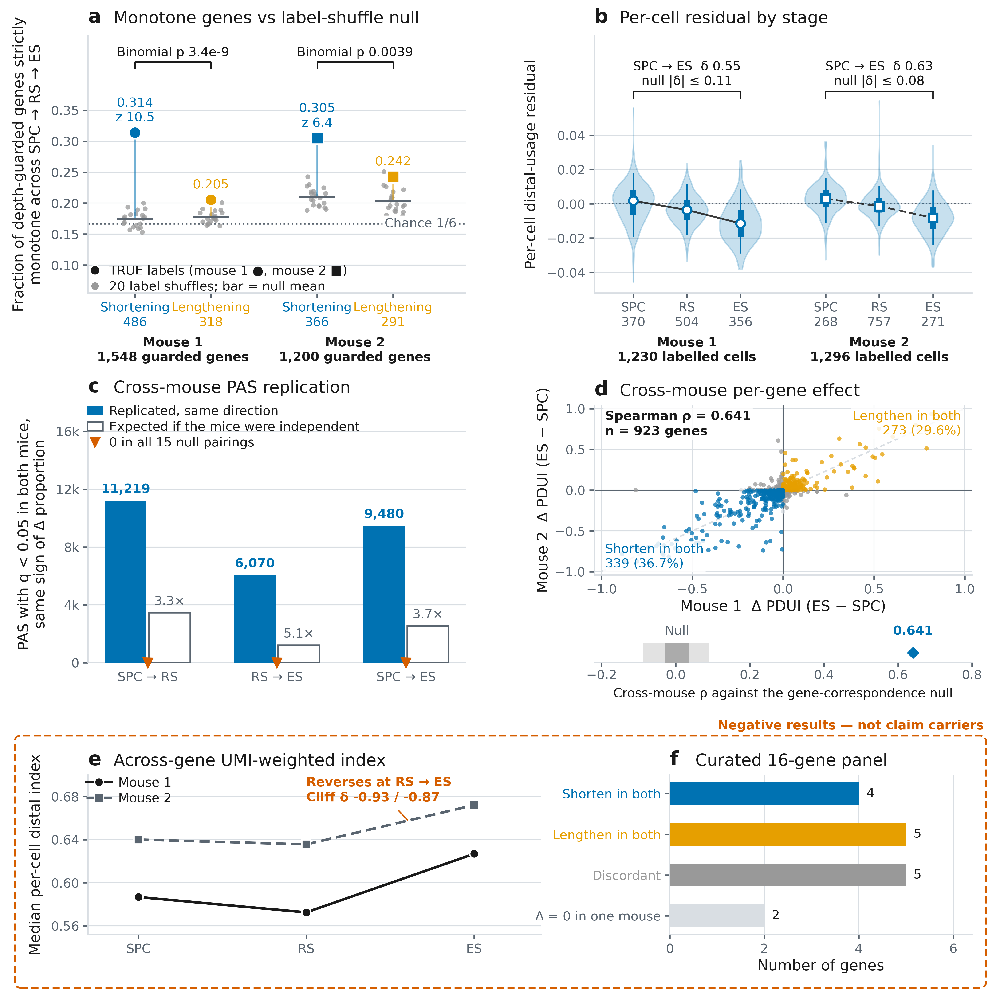 a Monotone genes vs label-shuffle null
Fraction of depth-guarded genes strictly
monotone across SPC → RS → ES
Binomial p 3.4e-9
Binomial p 0.0039
0.314
z 10.5
0.205
0.305
z 6.4
0.242
0.35
0.30
0.25
0.20
0.15
0.10
Chance 1/6
TRUE labels (mouse 1 ●, mouse 2 ■)
20 label shuffles; bar = null mean
Shortening
486
Lengthening
318
Shortening
366
Lengthening
291
Mouse 1
1,548 guarded genes
Mouse 2
1,200 guarded genes
b Per-cell residual by stage
Per-cell distal-usage residual
SPC → ES δ 0.55
null |δ| ≤ 0.11
SPC → ES δ 0.63
null |δ| ≤ 0.08
0.04
0.02
0.00
−0.02
−0.04
SPC
370
RS
504
ES
356
SPC
268
RS
757
ES
271
Mouse 1
1,230 labelled cells
Mouse 2
1,296 labelled cells
c Cross-mouse PAS replication
PAS with q < 0.05 in both mice,
same sign of Δ proportion
Replicated, same direction
Expected if the mice were independent
0 in all 15 null pairings
16k
12k
8k
4k
0
11,219
3.3×
6,070
5.1×
9,480
3.7×
SPC → RS
RS → ES
SPC → ES
d Cross-mouse per-gene effect
Mouse 2 Δ PDUI (ES − SPC)
Spearman ρ = 0.641
n = 923 genes
Lengthen in both
273 (29.6%)
Shorten in both
339 (36.7%)
1.0
0.5
0.0
−0.5
−1.0
−1.0
−0.5
0.0
0.5
1.0
Mouse 1 Δ PDUI (ES − SPC)
Null
0.641
−0.2
0.0
0.2
0.4
0.6
0.8
Cross-mouse ρ against the gene-correspondence null
Negative results — not claim carriers
e Across-gene UMI-weighted index
Median per-cell distal index
Mouse 1
Mouse 2
Reverses at RS → ES
Cliff δ -0.93 / -0.87
0.68
0.64
0.60
0.56
SPC
RS
ES
f Curated 16-gene panel
Shorten in both
4
Lengthen in both
5
Discordant
5
Δ = 0 in one mouse
2
0
2
4
6
Number of genes